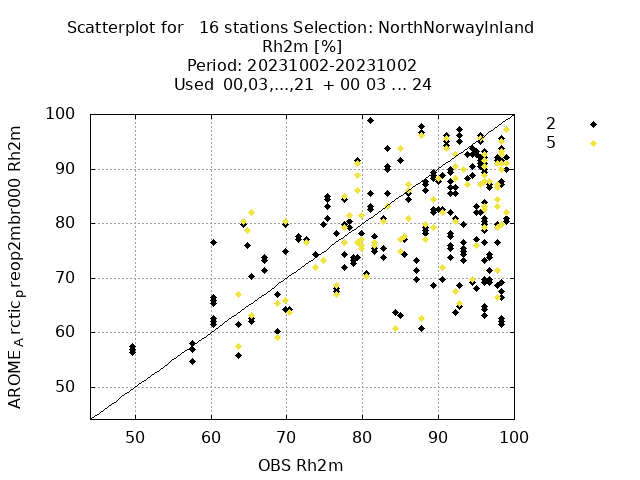 Scatterplot for   16 stations Selection: NorthNorwayInland
Rh2m [%]
Period: 20231002-20231002
Used  00,03,...,21  + 00 03 ... 24
2
5
AROME_Arctic_preop2mbr000 Rh2m
100
90
80
70
60
50
50 60 70 80 90 100
OBS Rh2m